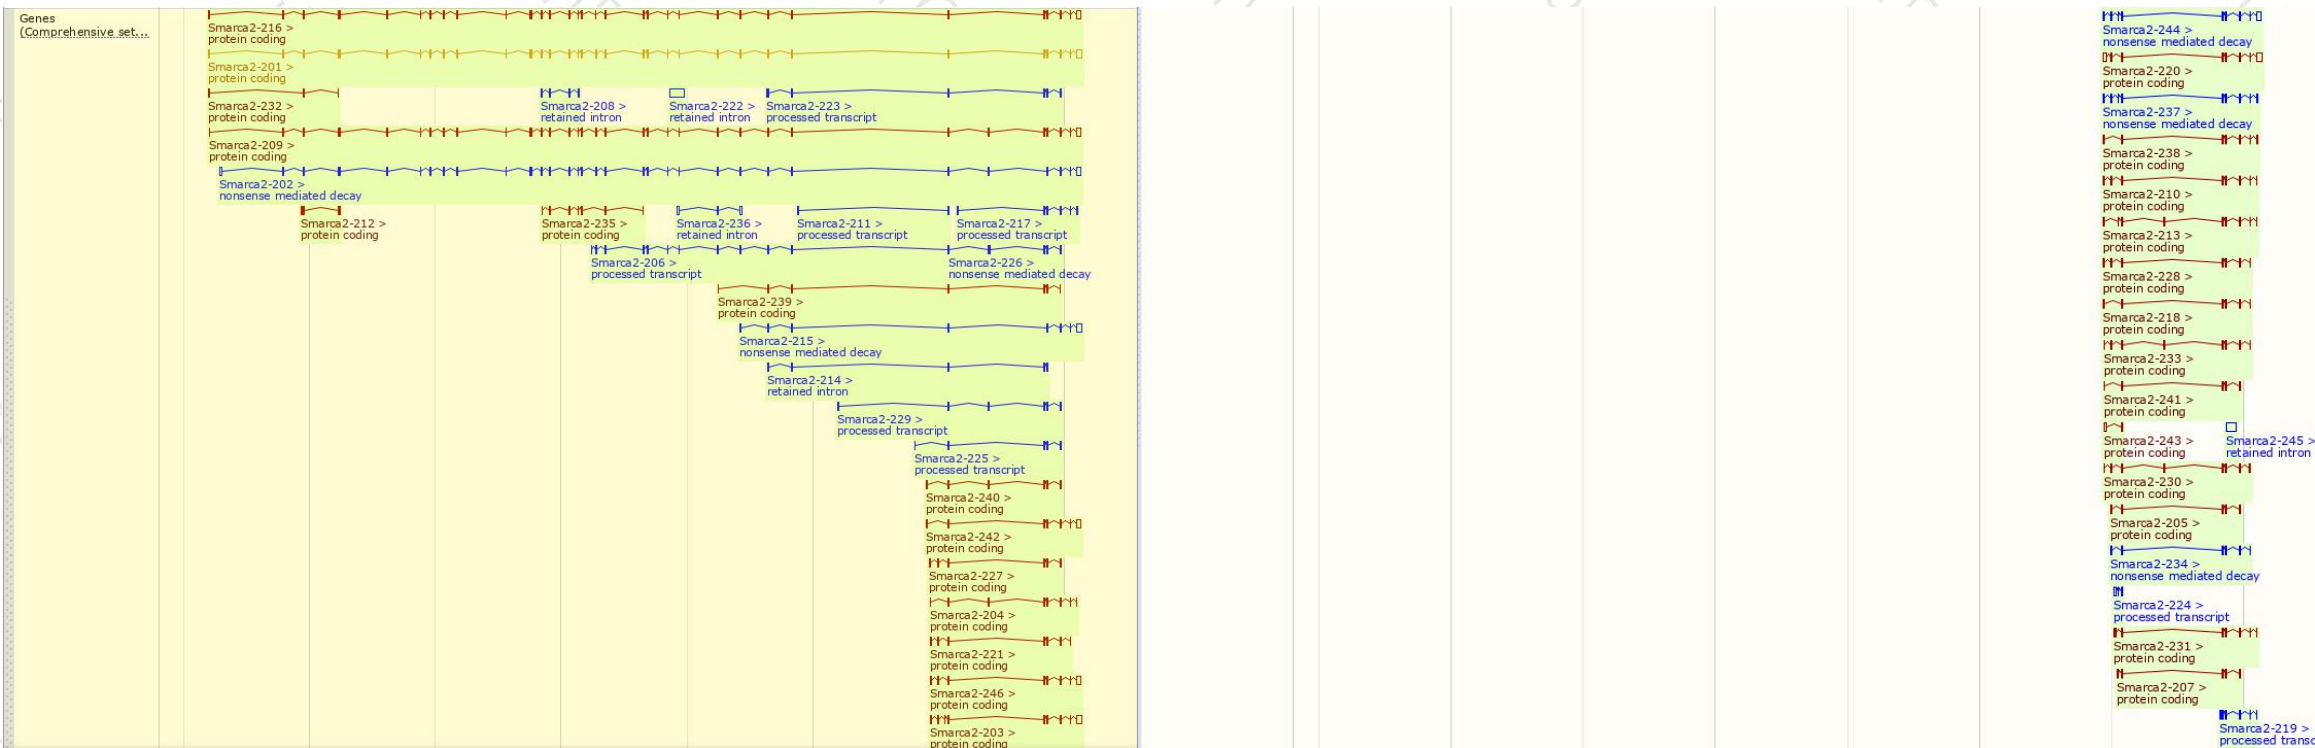 Genes
(Comprehensive set...
Smarca2-216 >
protein coding
Smarca2-201 >
protein coding
Smarca2-232 >
protein coding
Smarca2-208 >
retained intron
Smarca2-222 >
retained intron
Smarca2-223 >
processed transcript
Smarca2-209 >
protein coding
Smarca2-202 >
nonsense mediated decay
Smarca2-212 >
protein coding
Smarca2-235 >
protein coding
Smarca2-236 >
retained intron
Smarca2-211 >
processed transcript
Smarca2-217 >
processed transcript
Smarca2-206 >
processed transcript
Smarca2-226 >
nonsense mediated decay
Smarca2-239 >
protein coding
Smarca2-215 >
nonsense mediated decay
Smarca2-214 >
retained intron
Smarca2-229 >
processed transcript
Smarca2-225 >
processed transcript
Smarca2-240 >
protein coding
Smarca2-242 >
protein coding
Smarca2-227 >
protein coding
Smarca2-204 >
protein coding
Smarca2-221 >
protein coding
Smarca2-246 >
protein coding
Smarca2-203 >
protein coding
Smarca2-244 >
nonsense mediated decay
Smarca2-220 >
protein coding
Smarca2-237 >
nonsense mediated decay
Smarca2-238 >
protein coding
Smarca2-210 >
protein coding
Smarca2-213 >
protein coding
Smarca2-228 >
protein coding
Smarca2-218 >
protein coding
Smarca2-233 >
protein coding
Smarca2-241 >
protein coding
Smarca2-243 >
protein coding
Smarca2-245 >
retained intron
Smarca2-230 >
protein coding
Smarca2-205 >
protein coding
Smarca2-234 >
nonsense mediated decay
Smarca2-224 >
processed transcript
Smarca2-231 >
protein coding
Smarca2-207 >
protein coding
Smarca2-219 >
processed transc